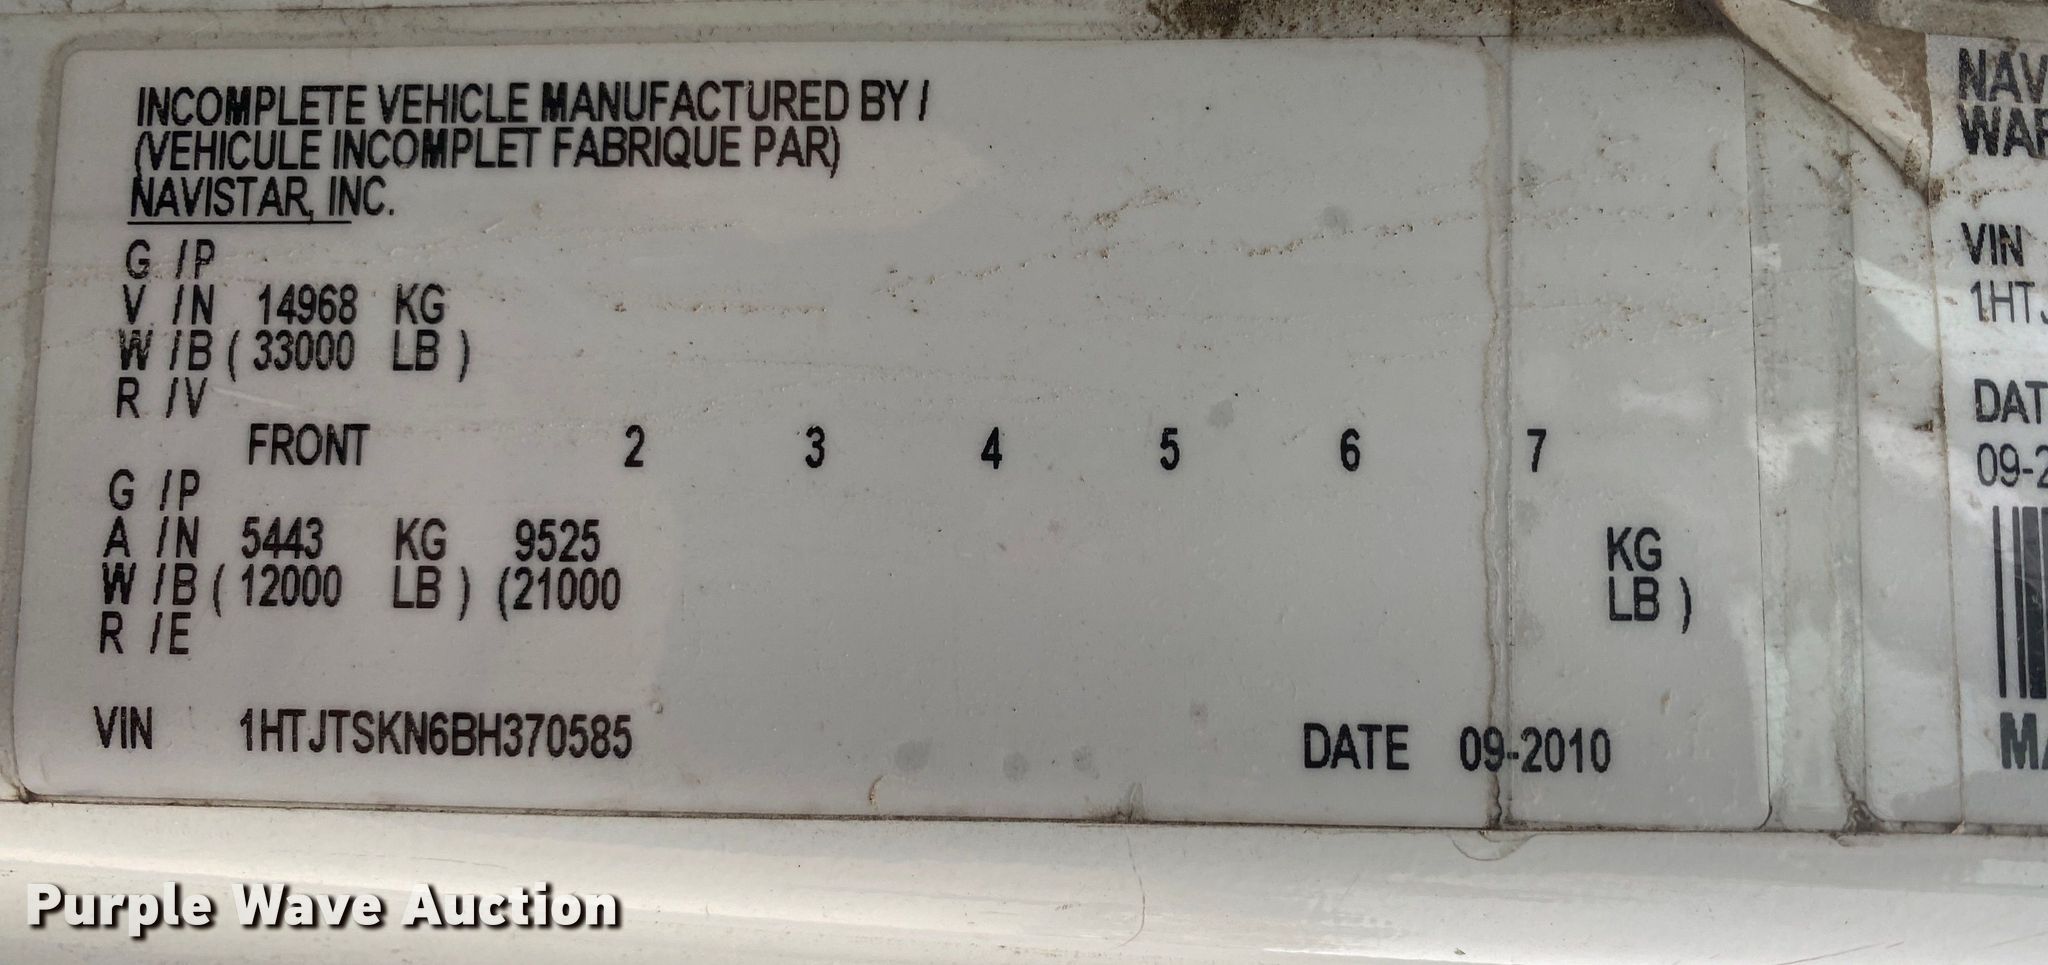 INCOMPLETE VEHICLE MANUFACTURED BY /
(VEHICULE INCOMPLET FABRIQUE PAR)
NAVISTAR, INC.
G / P
V / N 14968 KG
W / B ( 33000 LB )
R / V
FRONT 2 3 4 5 6 7
G / P
A / N 5443 KG 9525 KG
W / B ( 12000 LB ) (21000 LB )
R / E
VIN 1HTJTSKN6BH370585 DATE 09-2010
NAV
WAR
VIN
1HTJ
DAT
09-2
MA
Purple Wave Auction